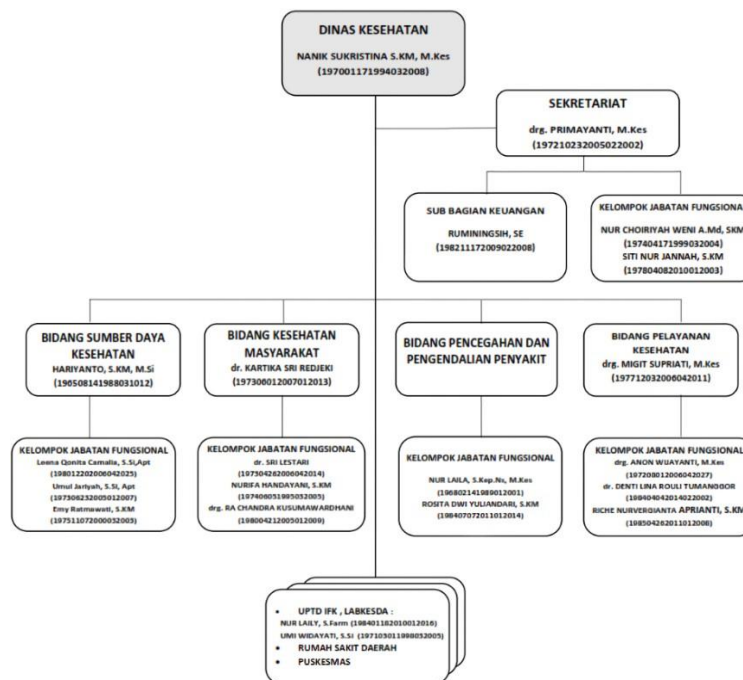 DINAS KESEHATAN
NANIK SUKRISTINA S.KM, M.Kes
(197001171994032008)
SEKRETARIAT
drg. PRIMAYANTI, M.Kes
(197210232005022002)
SUB BAGIAN KEUANGAN
RUMININGSIH, SE
(198211172009022008)
KELOMPOK JABATAN FUNGSIONAL
NUR CHOIRIYAH WENI A.Md, SKM
(197404171999032004)
SITI NUR JANNAH, S.KM
(197804082010012003)
BIDANG SUMBER DAYA
KESEHATAN
HARIYANTO, S.KM, M.Si
(196508141988031012)
BIDANG KESEHATAN
MASYARAKAT
dr. KARTIKA SRI REDJEKI
(197306012007012013)
BIDANG PENCEGAHAN DAN
PENGENDALIAN PENYAKIT
BIDANG PELAYANAN
KESEHATAN
drg. MIGIT SUPRIATI, M.Kes
(197712032006042011)
KELOMPOK JABATAN FUNGSIONAL
Leena Qonita Camalia, S.Si,Apt
(198012202006042025)
Umul Jariyah, S.Si, Apt
(197306232005012007)
Emy Ratmawati, S.KM
(197511072000032003)
KELOMPOK JABATAN FUNGSIONAL
dr. SRI LESTARI
(197504262006042014)
NURIFA HANDAYANI, S.KM
(197406051995032005)
drg. RA CHANDRA KUSUMAWARDHANI
(198004212005012009)
KELOMPOK JABATAN FUNGSIONAL
NUR LAILA, S.Kep.Ns, M.Kes
(196802141989012001)
ROSITA DWI YULIANDARI, S.KM
(198407072011012014)
KELOMPOK JABATAN FUNGSIONAL
drg. ANON WIJAYANTI, M.Kes
(197208012006042027)
dr. DENTI LINA ROULI TUMANGGOR
(198404042014022002)
RICHE NURVERGIANTA APRIANTI, S.KM
(198504262011012008)
• UPTD IFK , LABKESDA :
NUR LAILY, S.Farm (198401182010012016)
UMI WIDAYATI, S.Si (197103011998032005)
• RUMAH SAKIT DAERAH
• PUSKESMAS